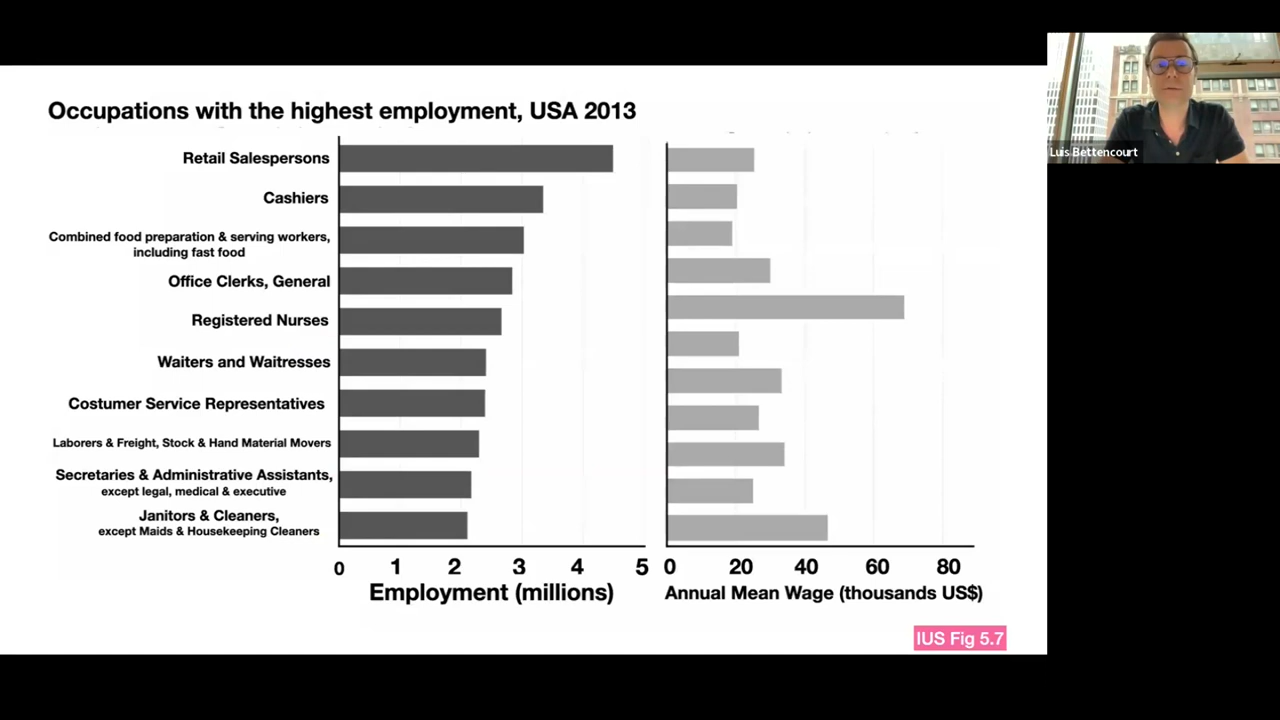 Occupations with the highest employment, USA 2013
Retail Salespersons
Cashiers
Combined food preparation & serving workers,
including fast food
Office Clerks, General
Registered Nurses
Waiters and Waitresses
Costumer Service Representatives
Laborers & Freight, Stock & Hand Material Movers
Secretaries & Administrative Assistants,
except legal, medical & executive
Janitors & Cleaners,
except Maids & Housekeeping Cleaners
0 1 2 3 4 5
Employment (millions)
0 20 40 60 80
Annual Mean Wage (thousands US$)
IUS Fig 5.7
Luis Bettencourt